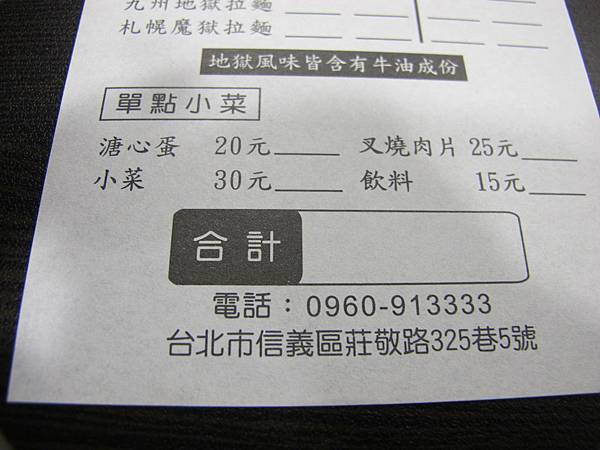 九州地獄拉麵
札幌魔獄拉麵
地獄風味皆含有牛油成份
單點小菜
溏心蛋 20元 叉燒肉片 25元
小菜 30元 飲料 15元
合計
電話：0960-913333
台北市信義區莊敬路325巷5號